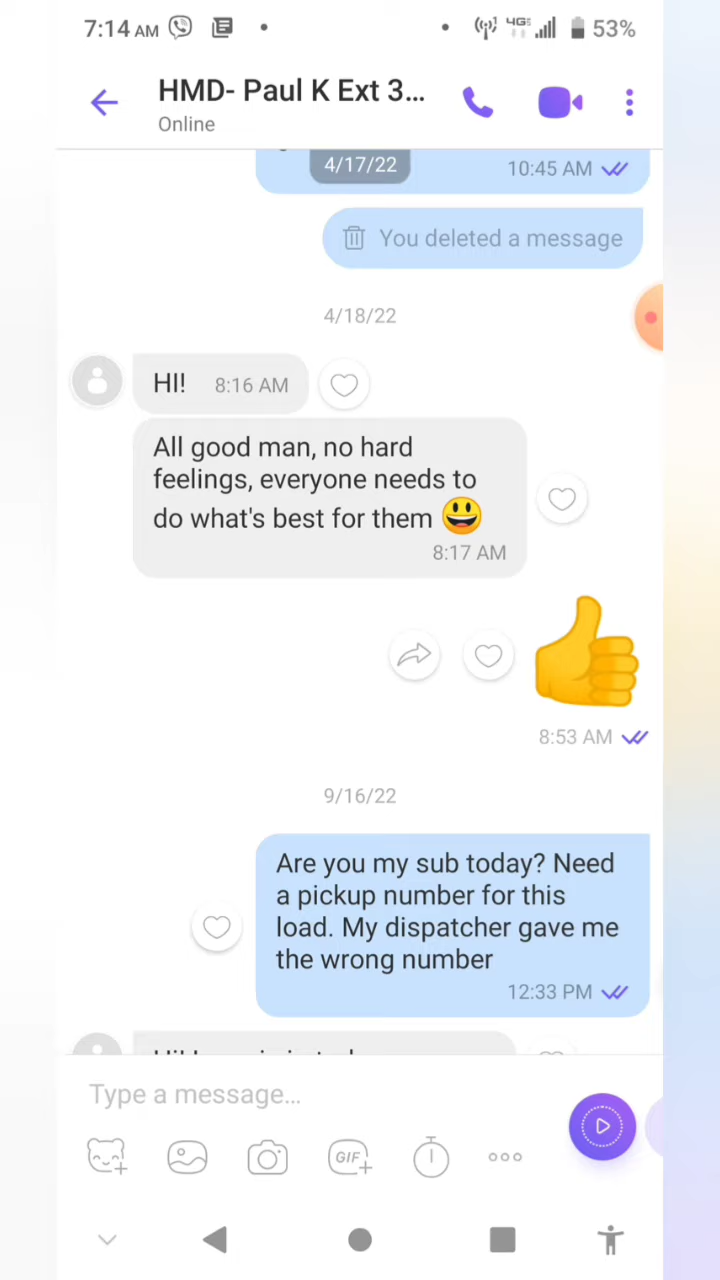 7:14 AM
4G
53%
HMD- Paul K Ext 3...
Online
4/17/22
10:45 AM
You deleted a message
4/18/22
HI! 8:16 AM
All good man, no hard
feelings, everyone needs to
do what's best for them 😃
8:17 AM
8:53 AM
9/16/22
Are you my sub today? Need
a pickup number for this
load. My dispatcher gave me
the wrong number
12:33 PM
Type a message...
GIF